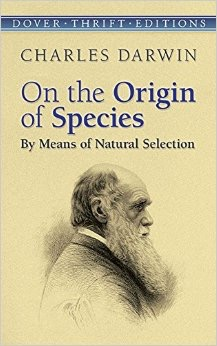 DOVER · THRIFT · EDITIONS
CHARLES DARWIN
On the Origin
of Species
By Means of Natural Selection